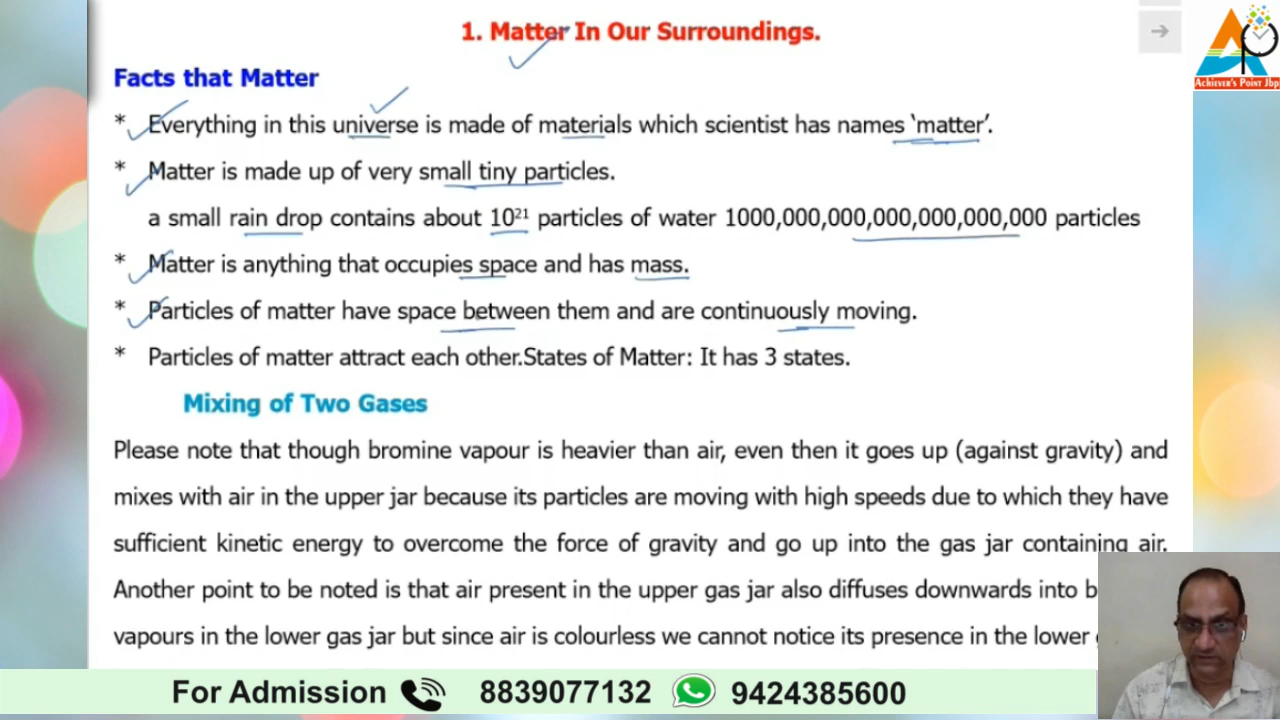 1. Matter In Our Surroundings.
Achiever's Point Jbp
Facts that Matter
* Everything in this universe is made of materials which scientist has names ‘matter’.
* Matter is made up of very small tiny particles.
a small rain drop contains about 10²¹ particles of water 1000,000,000,000,000,000,000 particles
* Matter is anything that occupies space and has mass.
* Particles of matter have space between them and are continuously moving.
* Particles of matter attract each other.States of Matter: It has 3 states.
Mixing of Two Gases
Please note that though bromine vapour is heavier than air, even then it goes up (against gravity) and
mixes with air in the upper jar because its particles are moving with high speeds due to which they have
sufficient kinetic energy to overcome the force of gravity and go up into the gas jar containing air.
Another point to be noted is that air present in the upper gas jar also diffuses downwards into
vapours in the lower gas jar but since air is colourless we cannot notice its presence in the lower
For Admission 8839077132 9424385600